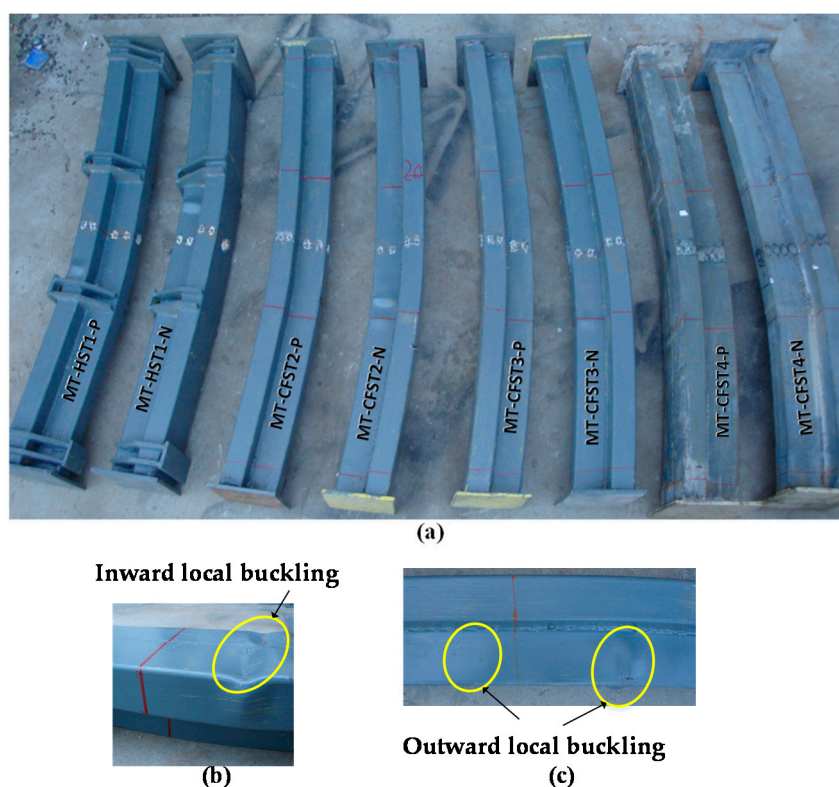 MT-HST1-P
MT-HST1-N
MT-CFST2-P
MT-CFST2-N
MT-CFST3-P
MT-CFST3-N
MT-CFST4-P
MT-CFST4-N
20
(a)
Inward local buckling
(b)
Outward local buckling
(c)